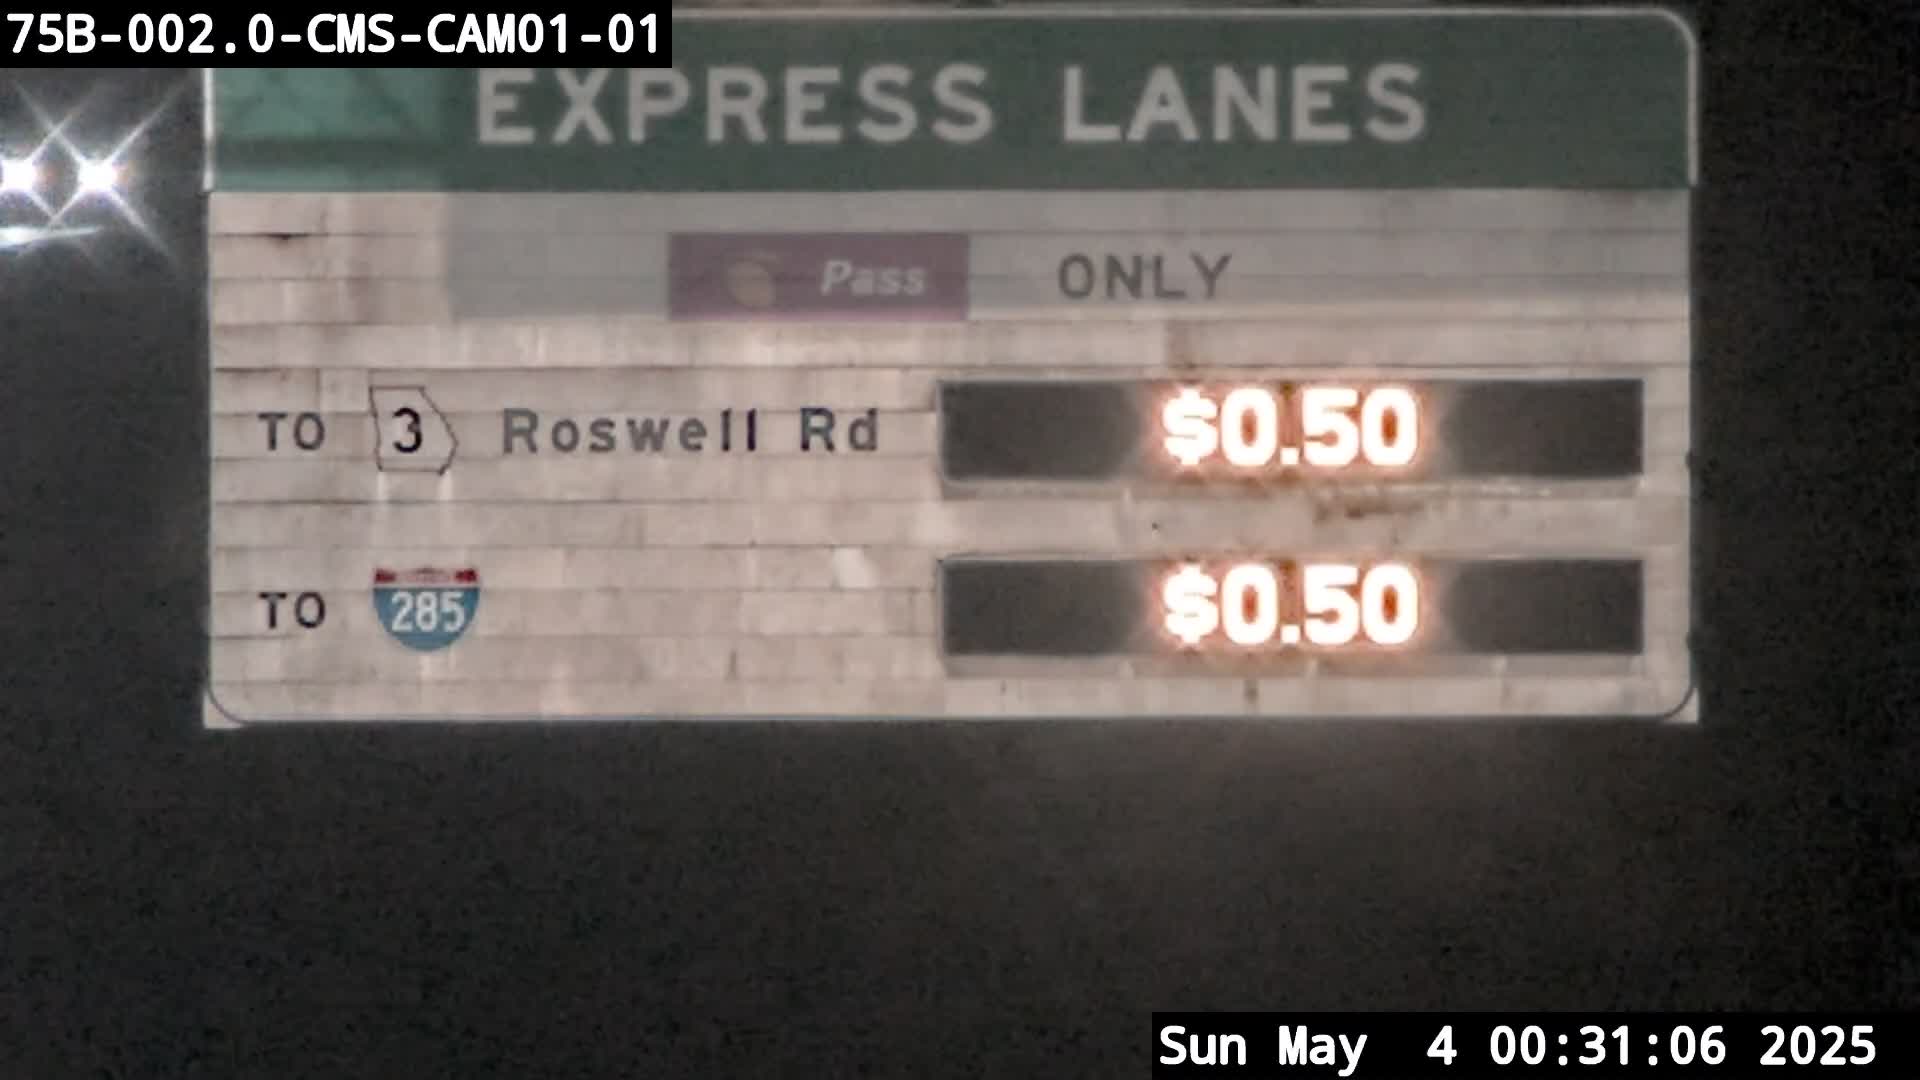 75B-002.0-CMS-CAM01-01
EXPRESS LANES
Pass ONLY
TO 3 Roswell Rd $0.50
TO 285 $0.50
Sun May 4 00:31:06 2025